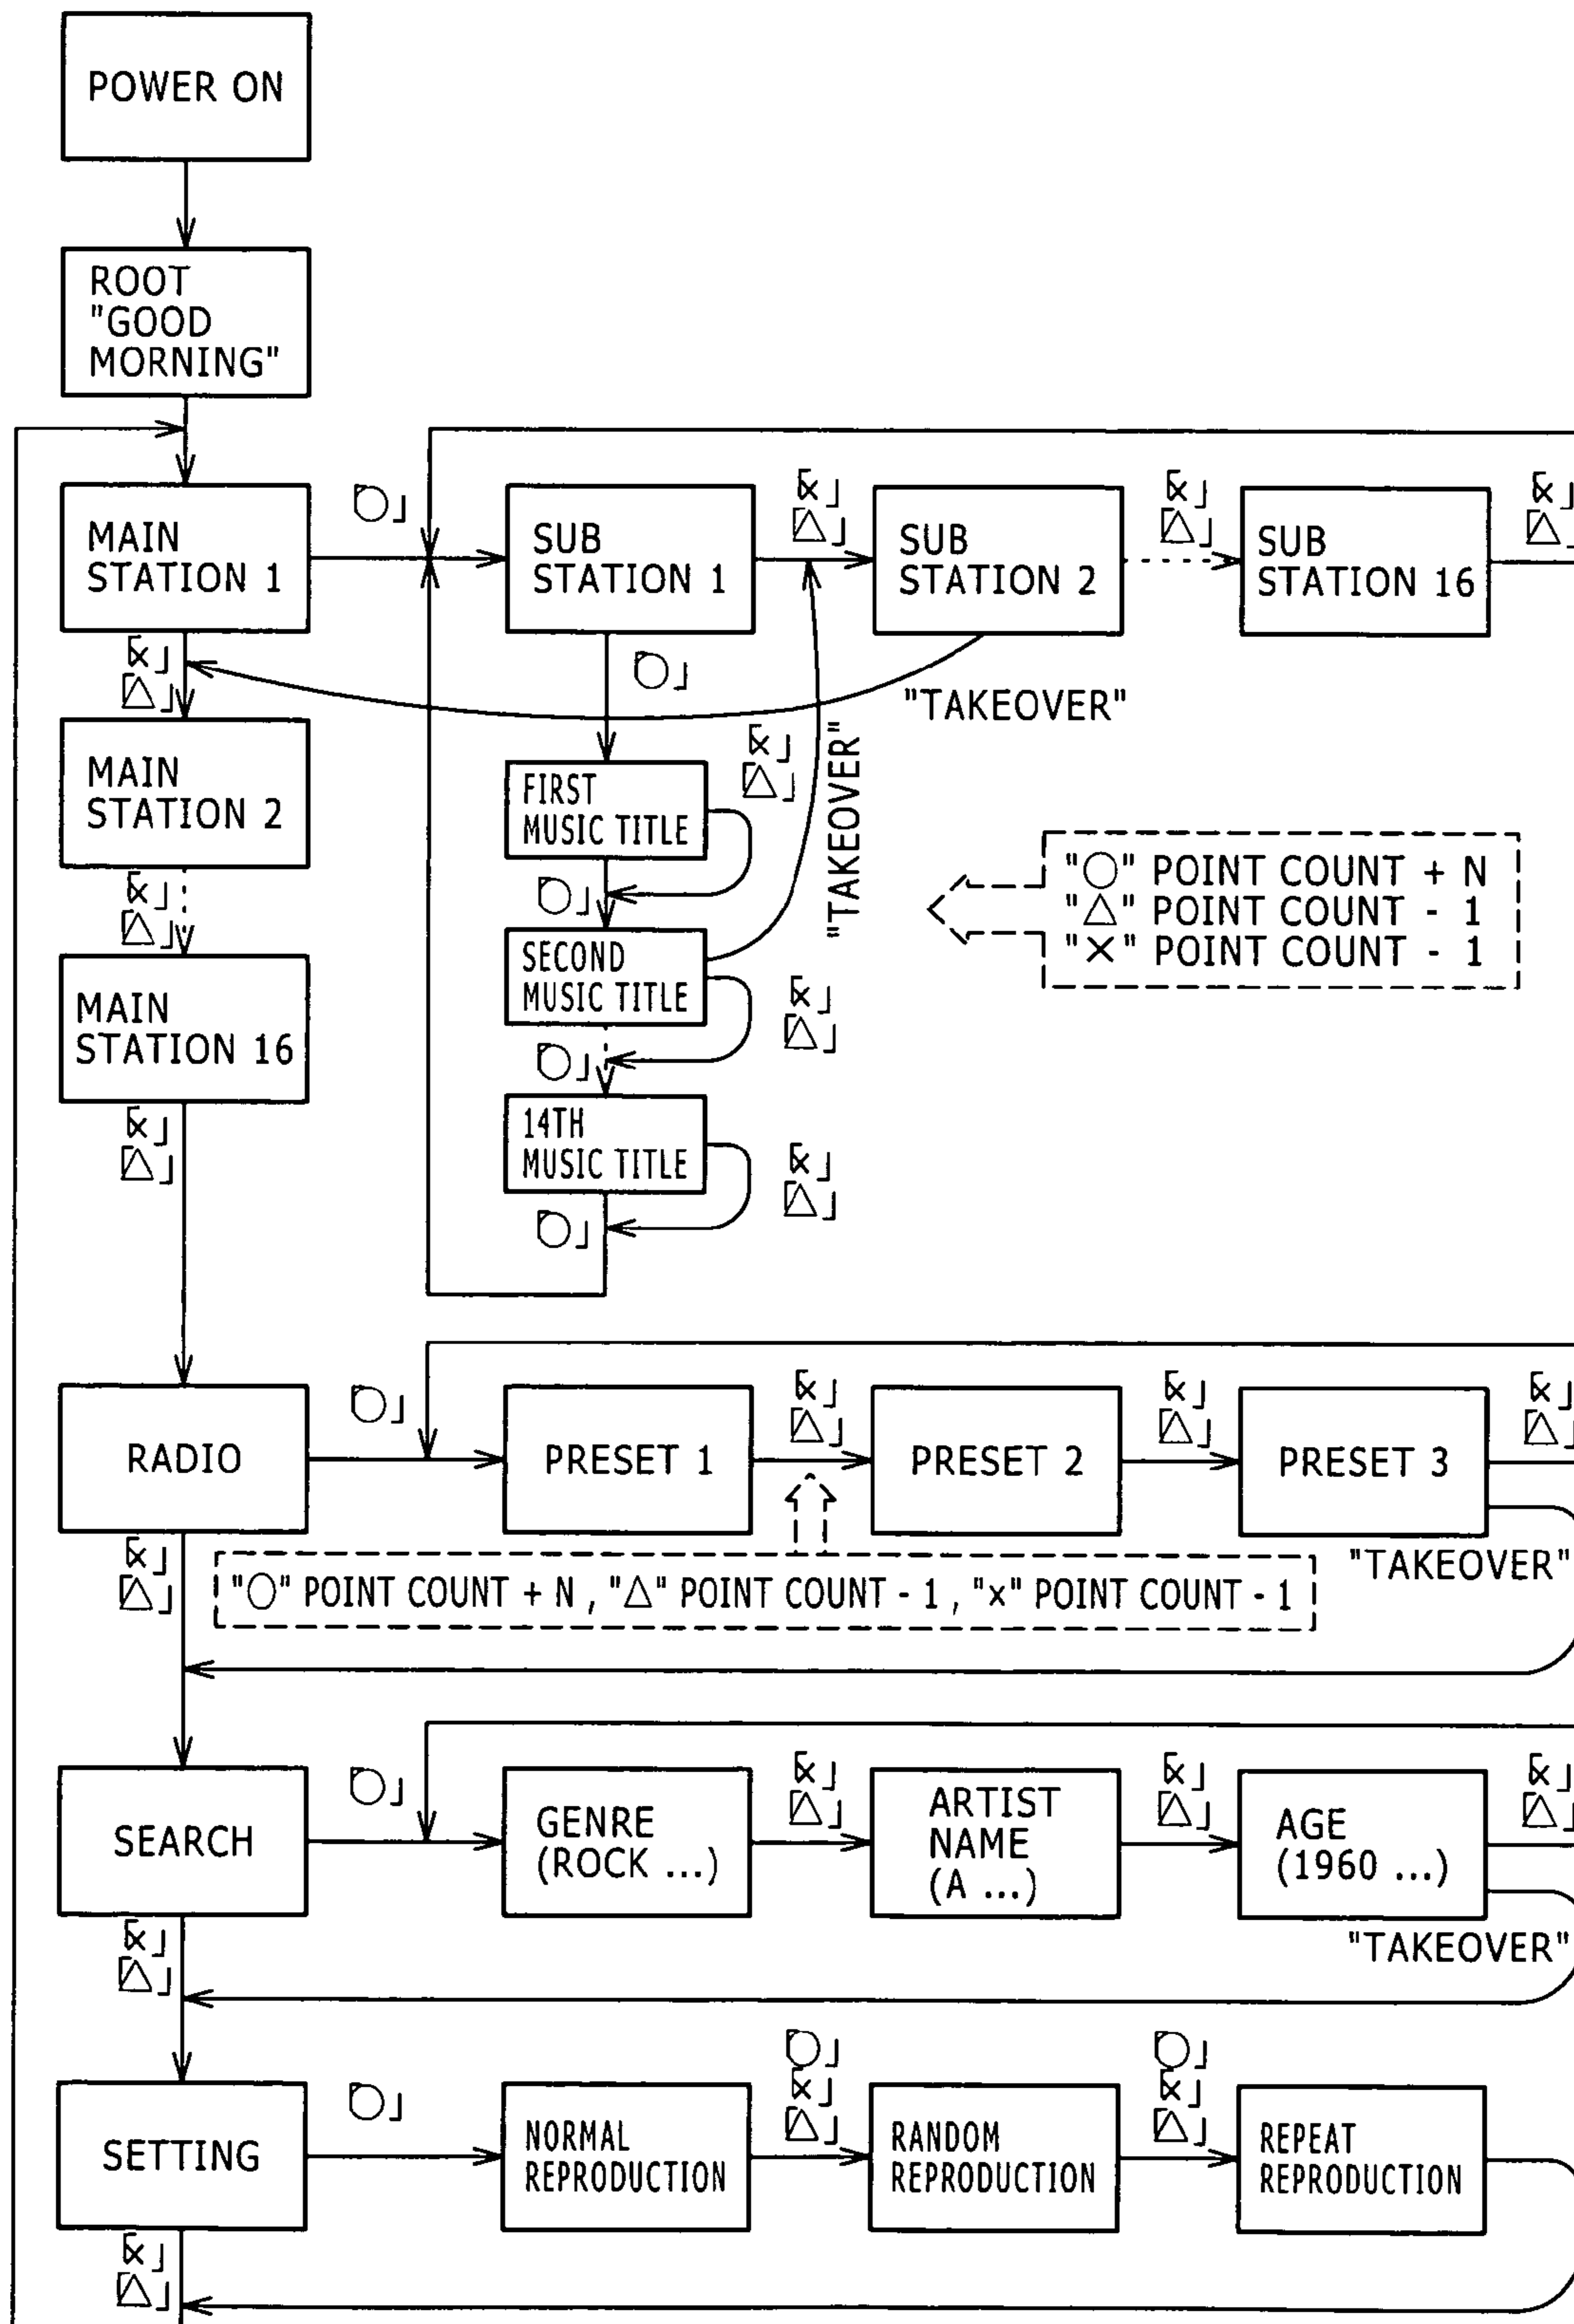 POWER ON
ROOT
"GOOD
MORNING"
MAIN
STATION 1
「○」
SUB
STATION 1
「×」
「△」
SUB
STATION 2
「×」
「△」
SUB
STATION 16
「×」
「△」
「×」
「△」
「○」
"TAKEOVER"
MAIN
STATION 2
「×」
「△」
FIRST
MUSIC TITLE
"TAKEOVER"
「○」
"○" POINT COUNT + N
"△" POINT COUNT - 1
"×" POINT COUNT - 1
「×」
「△」
SECOND
MUSIC TITLE
「×」
「△」
MAIN
STATION 16
「○」
「×」
「△」
14TH
MUSIC TITLE
「×」
「△」
「○」
RADIO
「○」
PRESET 1
「×」
「△」
PRESET 2
「×」
「△」
PRESET 3
「×」
「△」
「×」
「△」
"○" POINT COUNT + N , "△" POINT COUNT - 1 , "×" POINT COUNT - 1
"TAKEOVER"
SEARCH
「○」
GENRE
(ROCK ...)
「×」
「△」
ARTIST
NAME
(A ...)
「×」
「△」
AGE
(1960 ...)
「×」
「△」
「×」
「△」
"TAKEOVER"
SETTING
「○」
NORMAL
REPRODUCTION
「○」
「×」
「△」
RANDOM
REPRODUCTION
「○」
「×」
「△」
REPEAT
REPRODUCTION
「×」
「△」